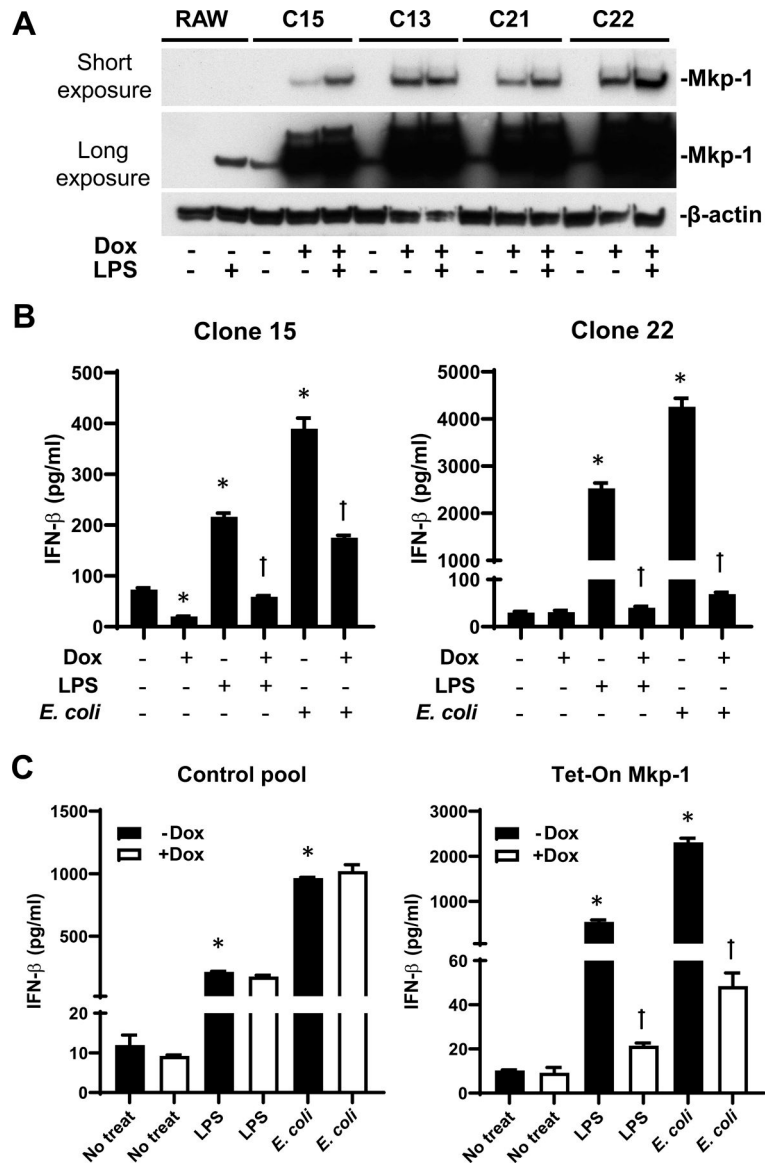 A
RAW C15 C13 C21 C22
Short
exposure
-Mkp-1
Long
exposure
-Mkp-1
-β-actin
Dox - - - + + - + + - + + - + +
LPS - + - - + - - + - - + - - +
B
Clone 15
IFN-β (pg/ml)
500
400
300
200
100
0
* * † * †
Dox - + - + - +
LPS - - + + - -
E. coli - - - - + +
Clone 22
IFN-β (pg/ml)
5000
4000
3000
2000
1000
100
0
* † * †
- + - + - +
- - + + - -
- - - - + +
Dox
LPS
E. coli
C
Control pool
-Dox
+Dox
IFN-β (pg/ml)
1500
1000
500
20
10
0
* *
No treat No treat LPS LPS E. coli E. coli
Tet-On Mkp-1
-Dox
+Dox
IFN-β (pg/ml)
3000
2000
1000
60
40
20
0
* † * †
No treat No treat LPS LPS E. coli E. coli